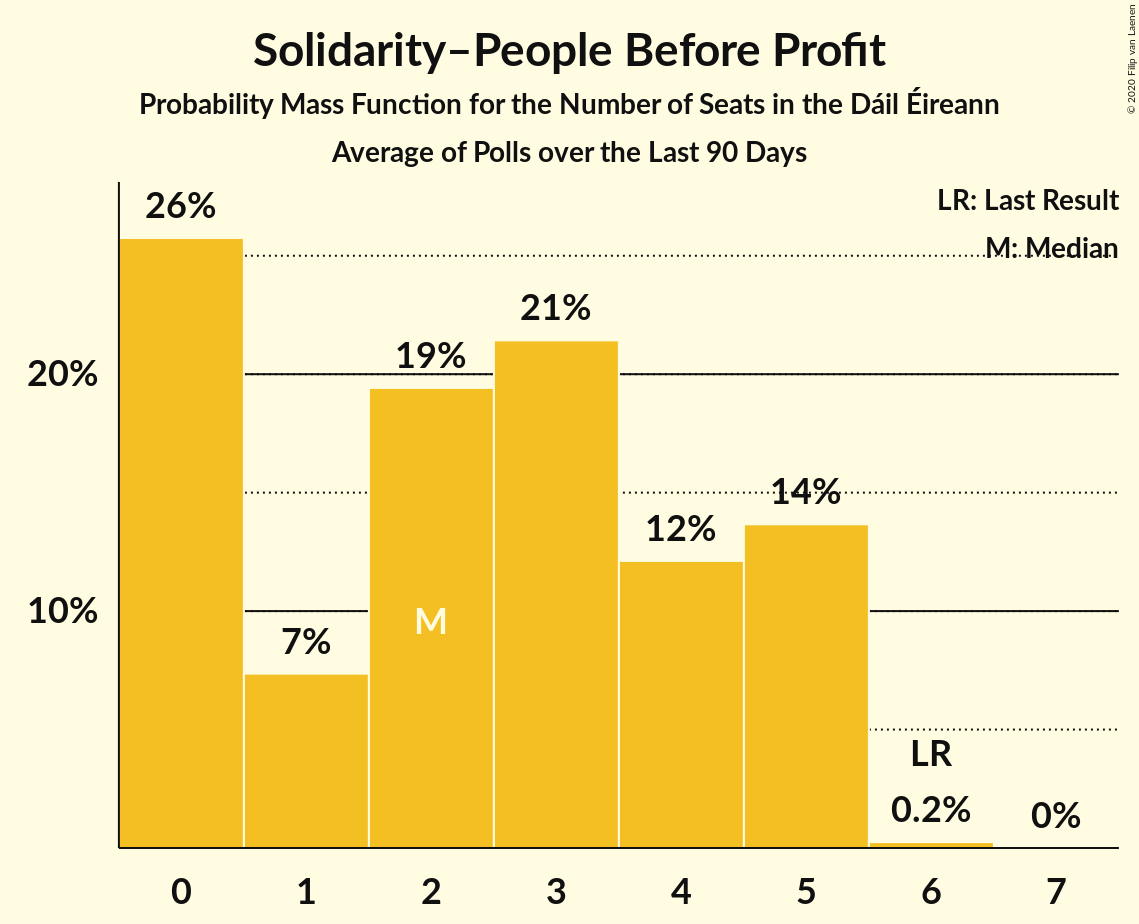 Solidarity–People Before Profit
Probability Mass Function for the Number of Seats in the Dáil Éireann
Average of Polls over the Last 90 Days
© 2020 Filip van Laenen
LR: Last Result
M: Median
26%
21%
19%
20%
14%
12%
10%
M
7%
LR
0.2%
0%
0 1 2 3 4 5 6 7